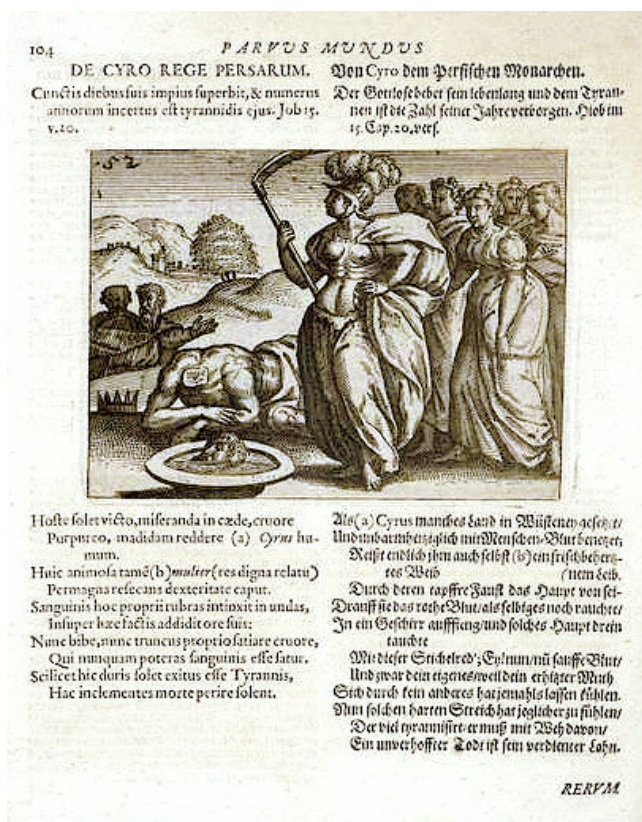 104
PARVUS MUNDUS
DE CYRO REGE PERSARUM.
Cunctis diebus suis impius superbit, & numerus
annorum incertus est tyrannidis ejus. Job 15.
v. 20.
Von Cyro dem Persischen Monarchen.
Der Gottlose bebet sein lebenlang und dem Tyran-
nen ist die Zahl seiner Jahre verborgen. Hiob im
15. Cap. 20. vers.
52
Hoste solet victo, miseranda in cæde, cruore
Purpureo, madidam reddere (a) Cyrus hu-
mum.
Huic animosa tamē (b) mulier (res digna relatu)
Permagna resecans dexteritate caput.
Sanguinis hoc proprii rubras intinxit in undas,
Insuper hæc factis addidit ore suis:
Nunc bibe, nunc truncus proptio satiare cruore,
Qui nunquam poteras sanguinis esse satur.
Scilicet hic duris solet exitus esse Tyrannis,
Hac inclementes morte perire solent.
Als (a) Cyrus manches Land in Wüsteney gesetzt/
Und unbarmhertziglich mit Menschen-Blut benetzt;
Reißt endlich ihn auch selbst (b) ein frisch behertz-
tes Weib
(nem Leib.
Durch deren tapffre Faust das Haupt von sei-
Drauff sie das rothe Blut/ als selbiges noch rauchte/
In ein Geschirr auffieng/ und solches Haupt drein
tauchte
Mit dieser Stichelred'; Ey! nun/ nū sauffe Blut/
Und zwar dein eigenes/ weil dein erhitzter Muth
Sich durch kein anderes hat jemahls lassen kühlen.
Nun solchen harten Streich hat jeglicher zu fühlen/
Der viel tyrannisirt- er muß mit Weh davon/
Ein unverhoffter Todt ist sein verdienter Lohn.
RERUM